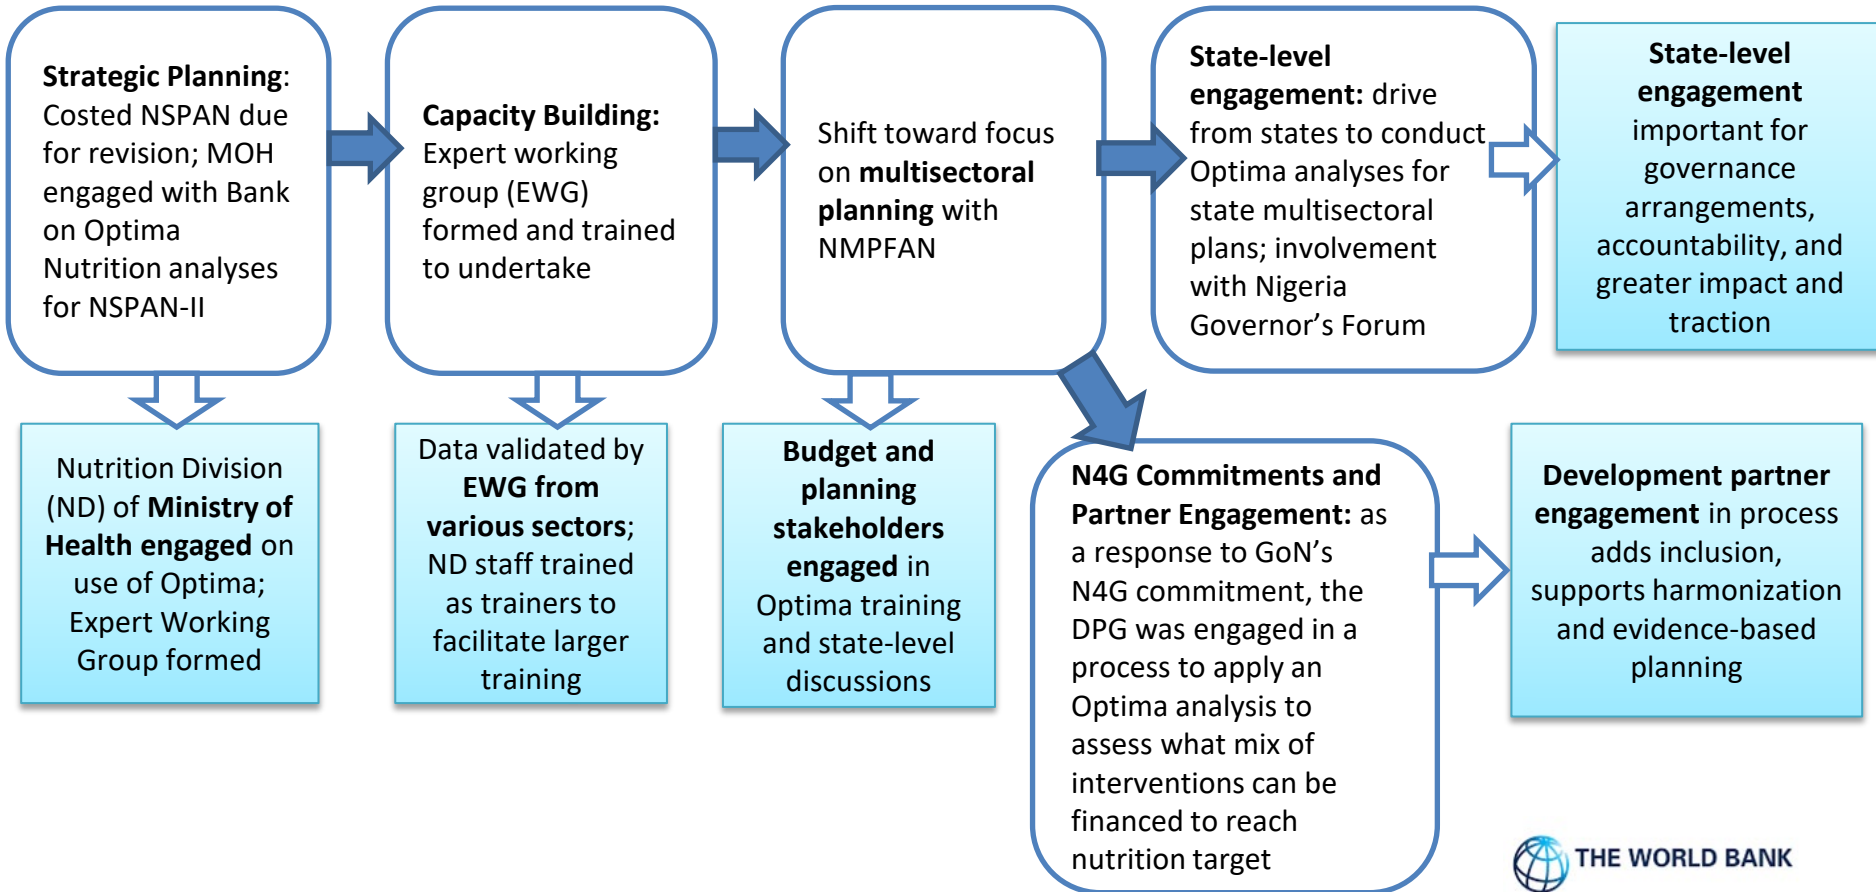 Strategic Planning:
Costed NSPAN due
for revision; MOH
engaged with Bank
on Optima
Nutrition analyses
for NSPAN-II
Capacity Building:
Expert working
group (EWG)
formed and trained
to undertake
Shift toward focus
on multisectoral
planning with
NMPFAN
State-level
engagement: drive
from states to conduct
Optima analyses for
state multisectoral
plans; involvement
with Nigeria
Governor’s Forum
State-level
engagement
important for
governance
arrangements,
accountability, and
greater impact and
traction
Nutrition Division
(ND) of Ministry of
Health engaged on
use of Optima;
Expert Working
Group formed
Data validated by
EWG from
various sectors;
ND staff trained
as trainers to
facilitate larger
training
Budget and
planning
stakeholders
engaged in
Optima training
and state-level
discussions
N4G Commitments and
Partner Engagement: as
a response to GoN’s
N4G commitment, the
DPG was engaged in a
process to apply an
Optima analysis to
assess what mix of
interventions can be
financed to reach
nutrition target
Development partner
engagement in process
adds inclusion,
supports harmonization
and evidence-based
planning
THE WORLD BANK